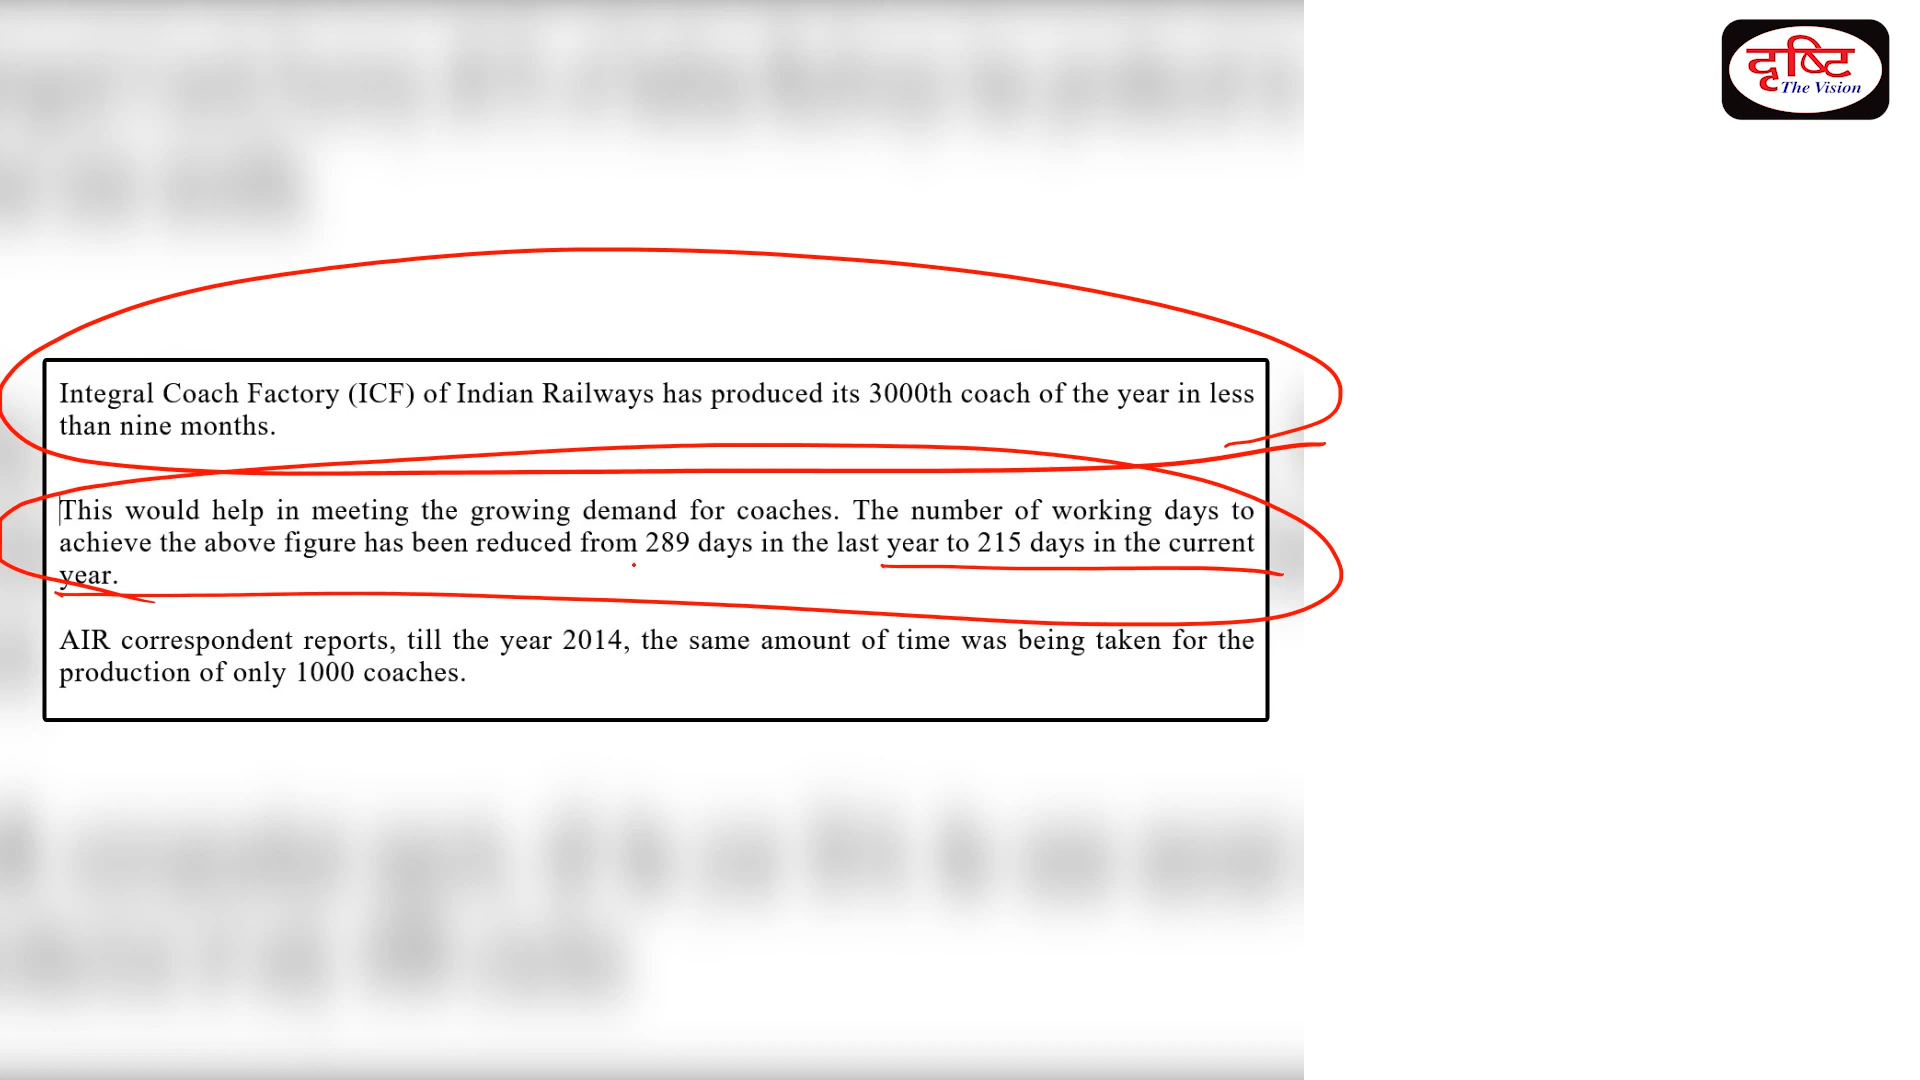 दृष्टि
The Vision
Integral Coach Factory (ICF) of Indian Railways has produced its 3000th coach of the year in less
than nine months.
This would help in meeting the growing demand for coaches. The number of working days to
achieve the above figure has been reduced from 289 days in the last year to 215 days in the current
year.
AIR correspondent reports, till the year 2014, the same amount of time was being taken for the
production of only 1000 coaches.